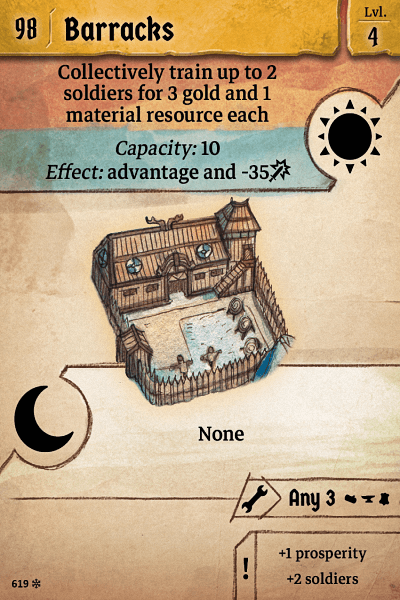 98 Barracks
Lvl.
4
Collectively train up to 2
soldiers for 3 gold and 1
material resource each
Capacity: 10
Effect: advantage and -35
None
Any 3
! +1 prosperity
+2 soldiers
619